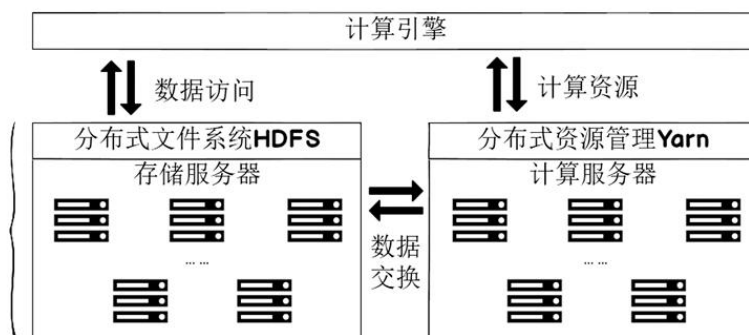 计算引擎
数据访问
计算资源
分布式文件系统HDFS
分布式资源管理Yarn
存储服务器
计算服务器
数据
交换
... ...
... ...